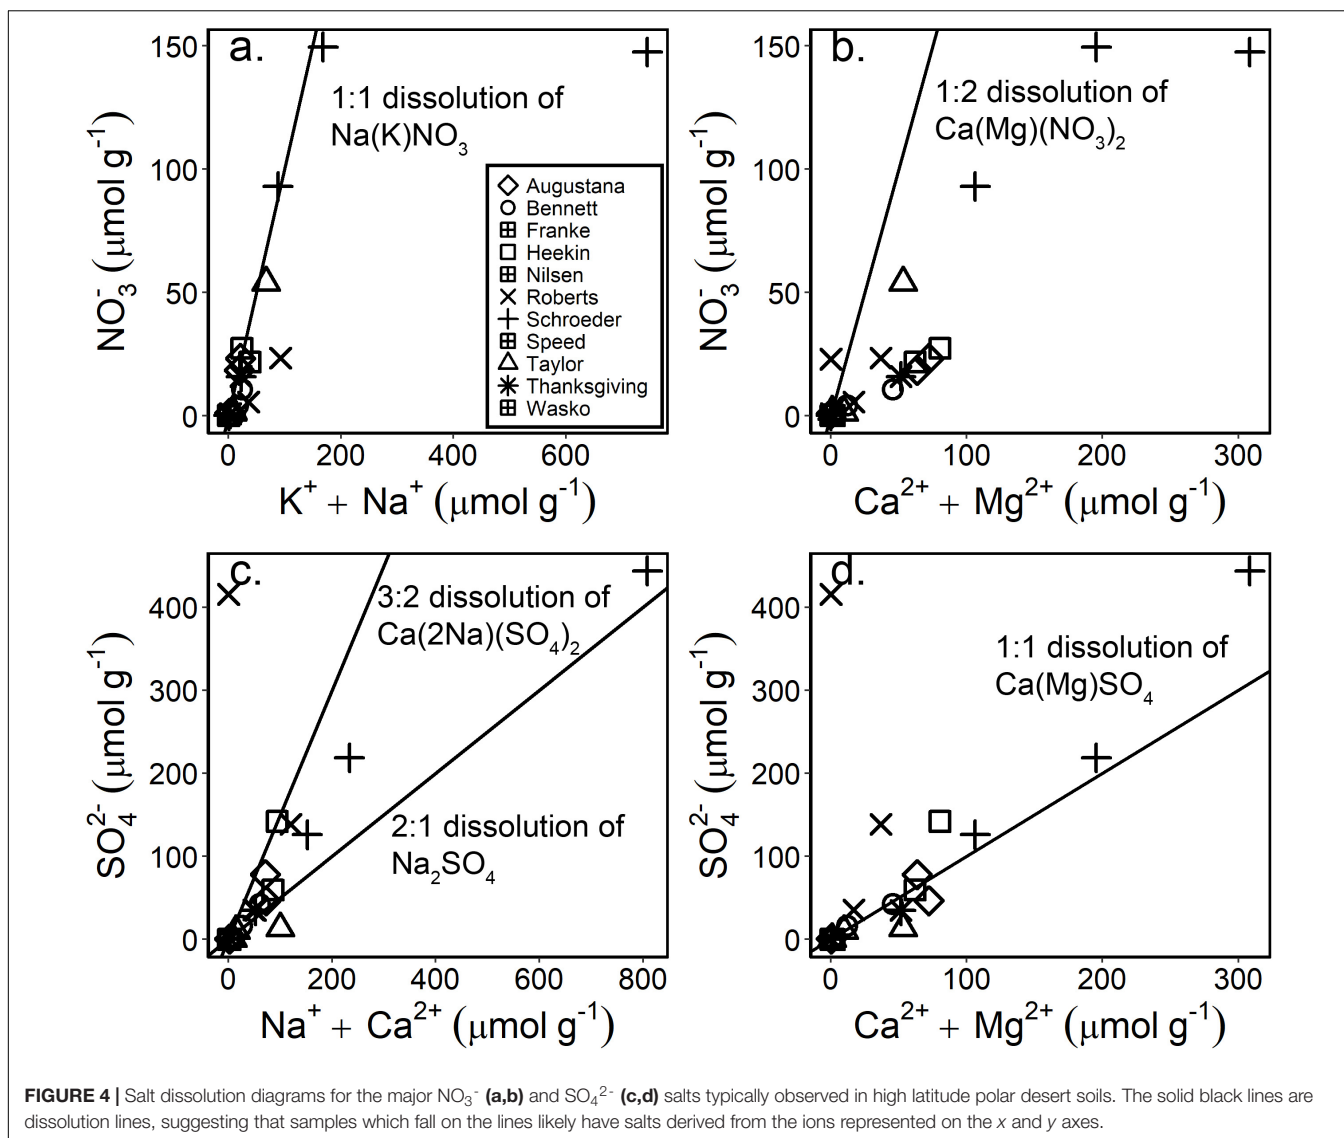 a.
1:1 dissolution of
Na(K)NO₃
150
100
50
0
NO₃⁻ (μmol g⁻¹)
0 200 400 600
K⁺ + Na⁺ (μmol g⁻¹)
Augustana
Bennett
Franke
Heekin
Nilsen
Roberts
Schroeder
Speed
Taylor
Thanksgiving
Wasko
b.
1:2 dissolution of
Ca(Mg)(NO₃)₂
150
100
50
0
NO₃⁻ (μmol g⁻¹)
0 100 200 300
Ca²⁺ + Mg²⁺ (μmol g⁻¹)
c.
3:2 dissolution of
Ca(2Na)(SO₄)₂
2:1 dissolution of
Na₂SO₄
400
300
200
100
0
SO₄²⁻ (μmol g⁻¹)
0 200 400 600 800
Na⁺ + Ca²⁺ (μmol g⁻¹)
d.
1:1 dissolution of
Ca(Mg)SO₄
400
300
200
100
0
SO₄²⁻ (μmol g⁻¹)
0 100 200 300
Ca²⁺ + Mg²⁺ (μmol g⁻¹)
FIGURE 4 | Salt dissolution diagrams for the major NO₃⁻ (a,b) and SO₄²⁻ (c,d) salts typically observed in high latitude polar desert soils. The solid black lines are
dissolution lines, suggesting that samples which fall on the lines likely have salts derived from the ions represented on the x and y axes.